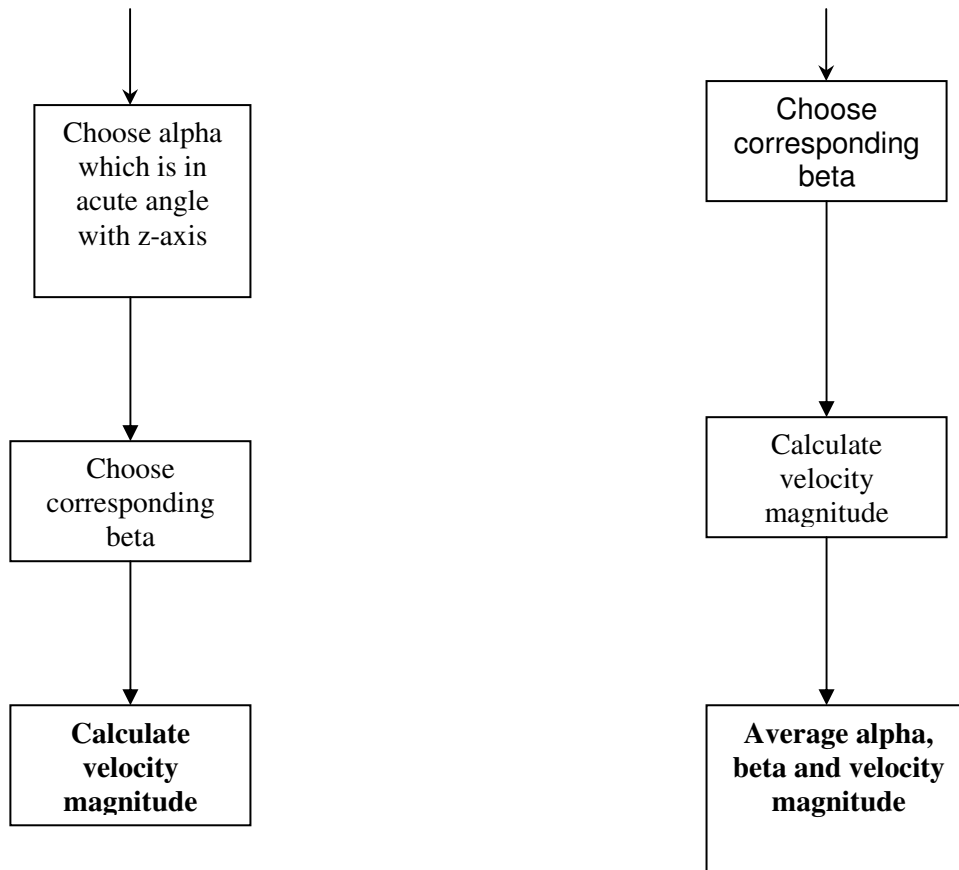 Choose alpha
which is in
acute angle
with z-axis
Choose
corresponding
beta
Calculate
velocity
magnitude
Choose
corresponding
beta
Calculate
velocity
magnitude
Average alpha,
beta and velocity
magnitude